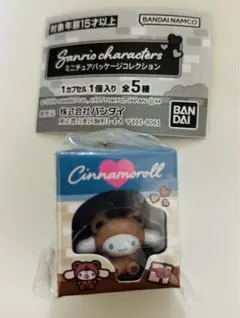 対象年齢15才以上
BANDAI NAMCO
Sanrio characters
ミニチュアパッケージコレクション
1カプセル1個入り 全5種
株式会社バンダイ
BAN
DAI
Cinnamoroll